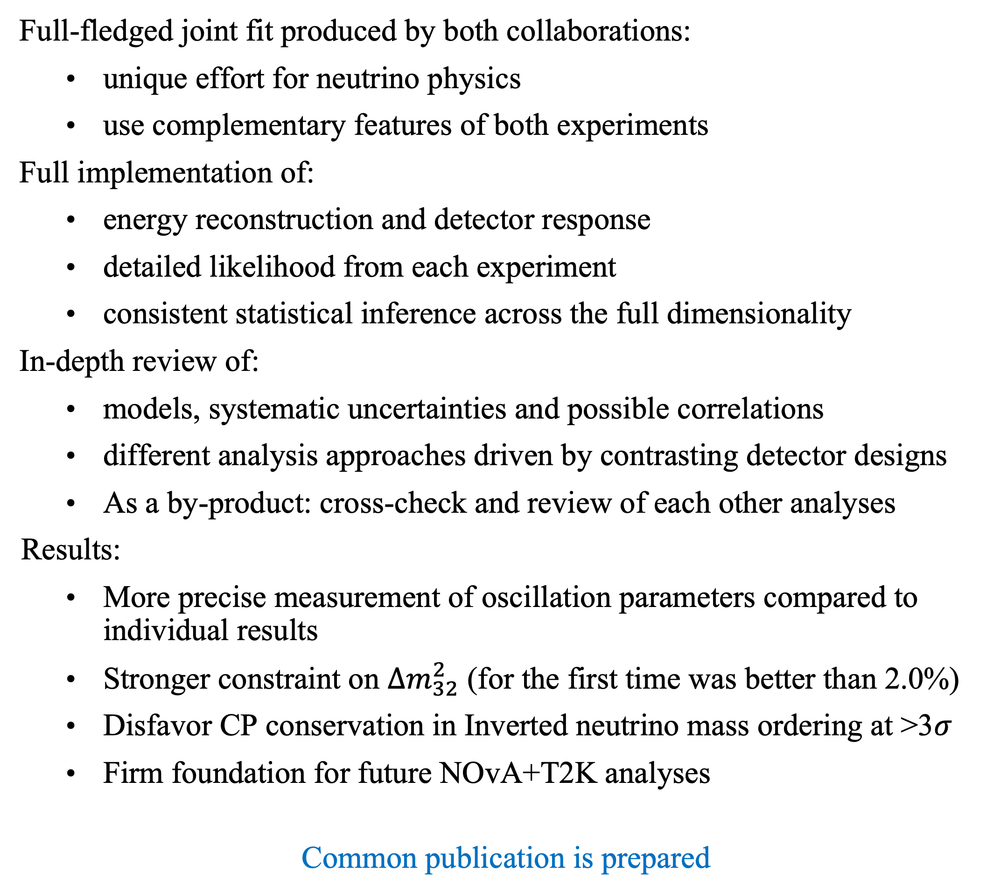 Full-fledged joint fit produced by both collaborations:
• unique effort for neutrino physics
• use complementary features of both experiments
Full implementation of:
• energy reconstruction and detector response
• detailed likelihood from each experiment
• consistent statistical inference across the full dimensionality
In-depth review of:
• models, systematic uncertainties and possible correlations
• different analysis approaches driven by contrasting detector designs
• As a by-product: cross-check and review of each other analyses
Results:
• More precise measurement of oscillation parameters compared to
individual results
• Stronger constraint on Δ𝑚²₃₂ (for the first time was better than 2.0%)
• Disfavor CP conservation in Inverted neutrino mass ordering at >3𝜎
• Firm foundation for future NOvA+T2K analyses
Common publication is prepared